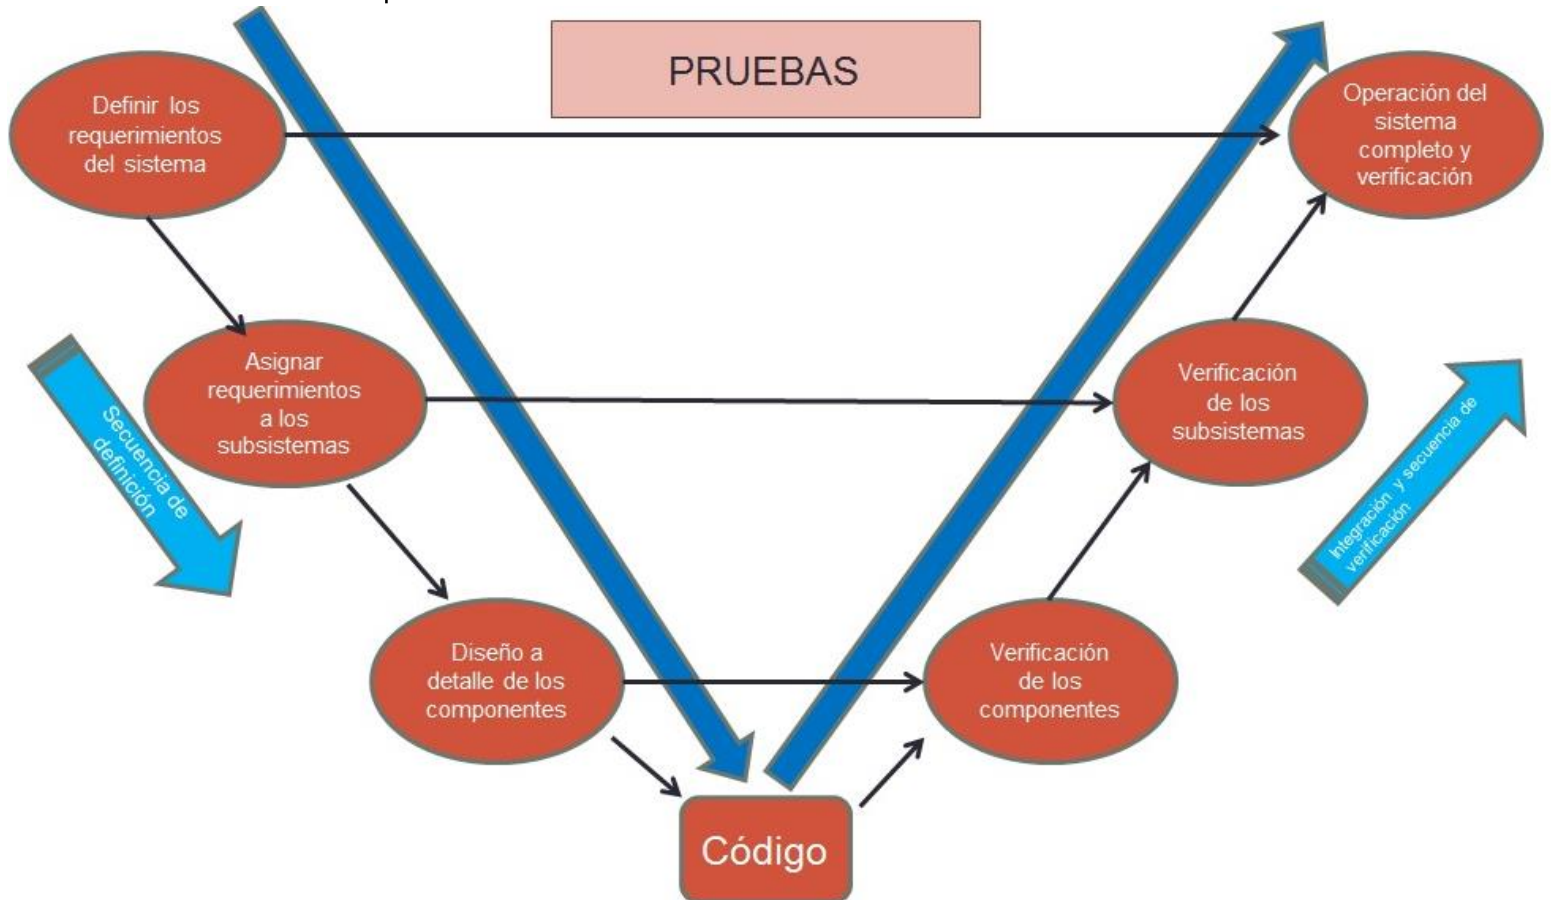 PRUEBAS
Definir los
requerimientos
del sistema
Operación del
sistema
completo y
verificación
Asignar
requerimientos
a los
subsistemas
Verificación
de los
subsistemas
Secuencia de
definición
Integración y secuencia de
verificación
Diseño a
detalle de los
componentes
Verificación
de los
componentes
Código